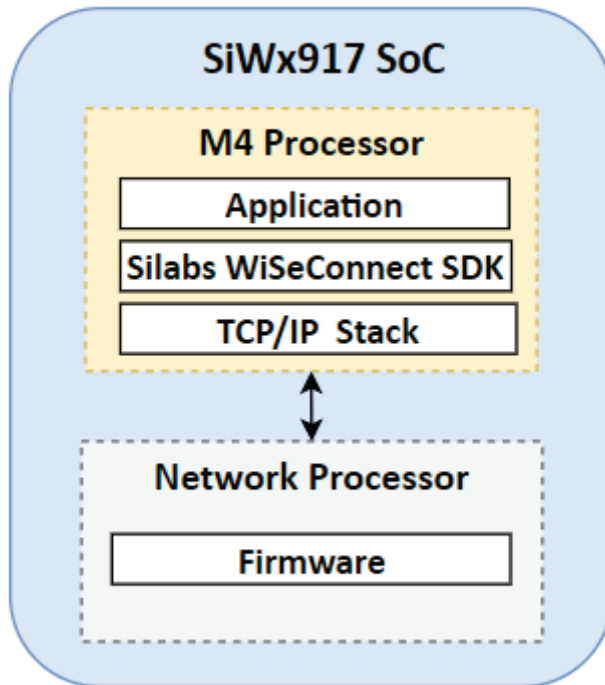 SiWx917 SoC
M4 Processor
Application
Silabs WiSeConnect SDK
TCP/IP Stack
Network Processor
Firmware